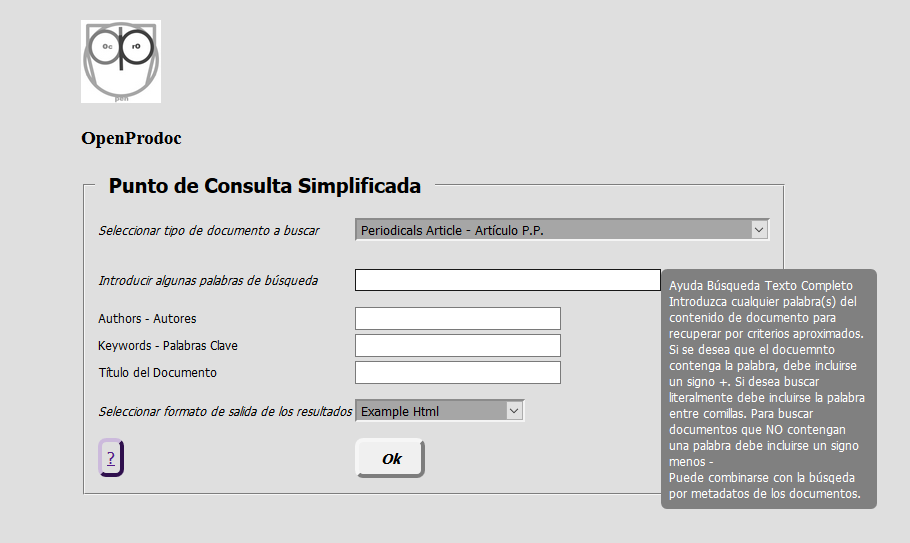 Oc
rO
pen
OpenProdoc
Punto de Consulta Simplificada
Seleccionar tipo de documento a buscar
Periodicals Article - Artículo P.P.
Introducir algunas palabras de búsqueda
Authors - Autores
Keywords - Palabras Clave
Título del Documento
Seleccionar formato de salida de los resultados
Example Html
?
Ok
Ayuda Búsqueda Texto Completo
Introduzca cualquier palabra(s) del
contenido de documento para
recuperar por criterios aproximados.
Si se desea que el docuemnto
contenga la palabra, debe incluirse
un signo +. Si desea buscar
literalmente debe incluirse la palabra
entre comillas. Para buscar
documentos que NO contengan
una palabra debe incluirse un signo
menos -
Puede combinarse con la búsqeda
por metadatos de los documentos.